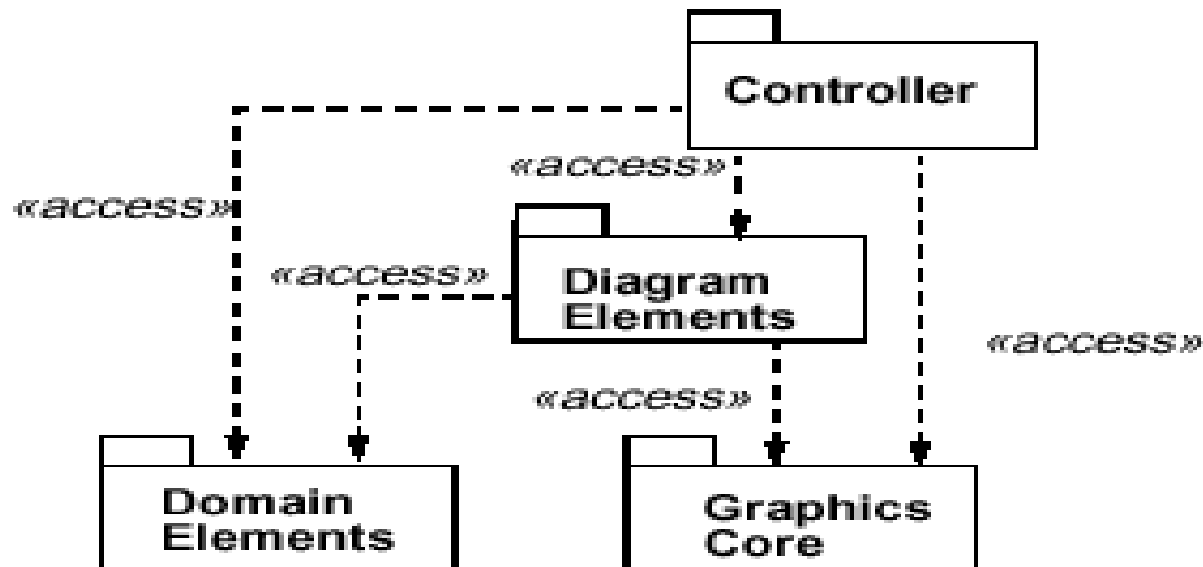 Controller
«access»
«access»
«access»
Diagram
Elements
«access»
«access»
Domain
Elements
Graphics
Core